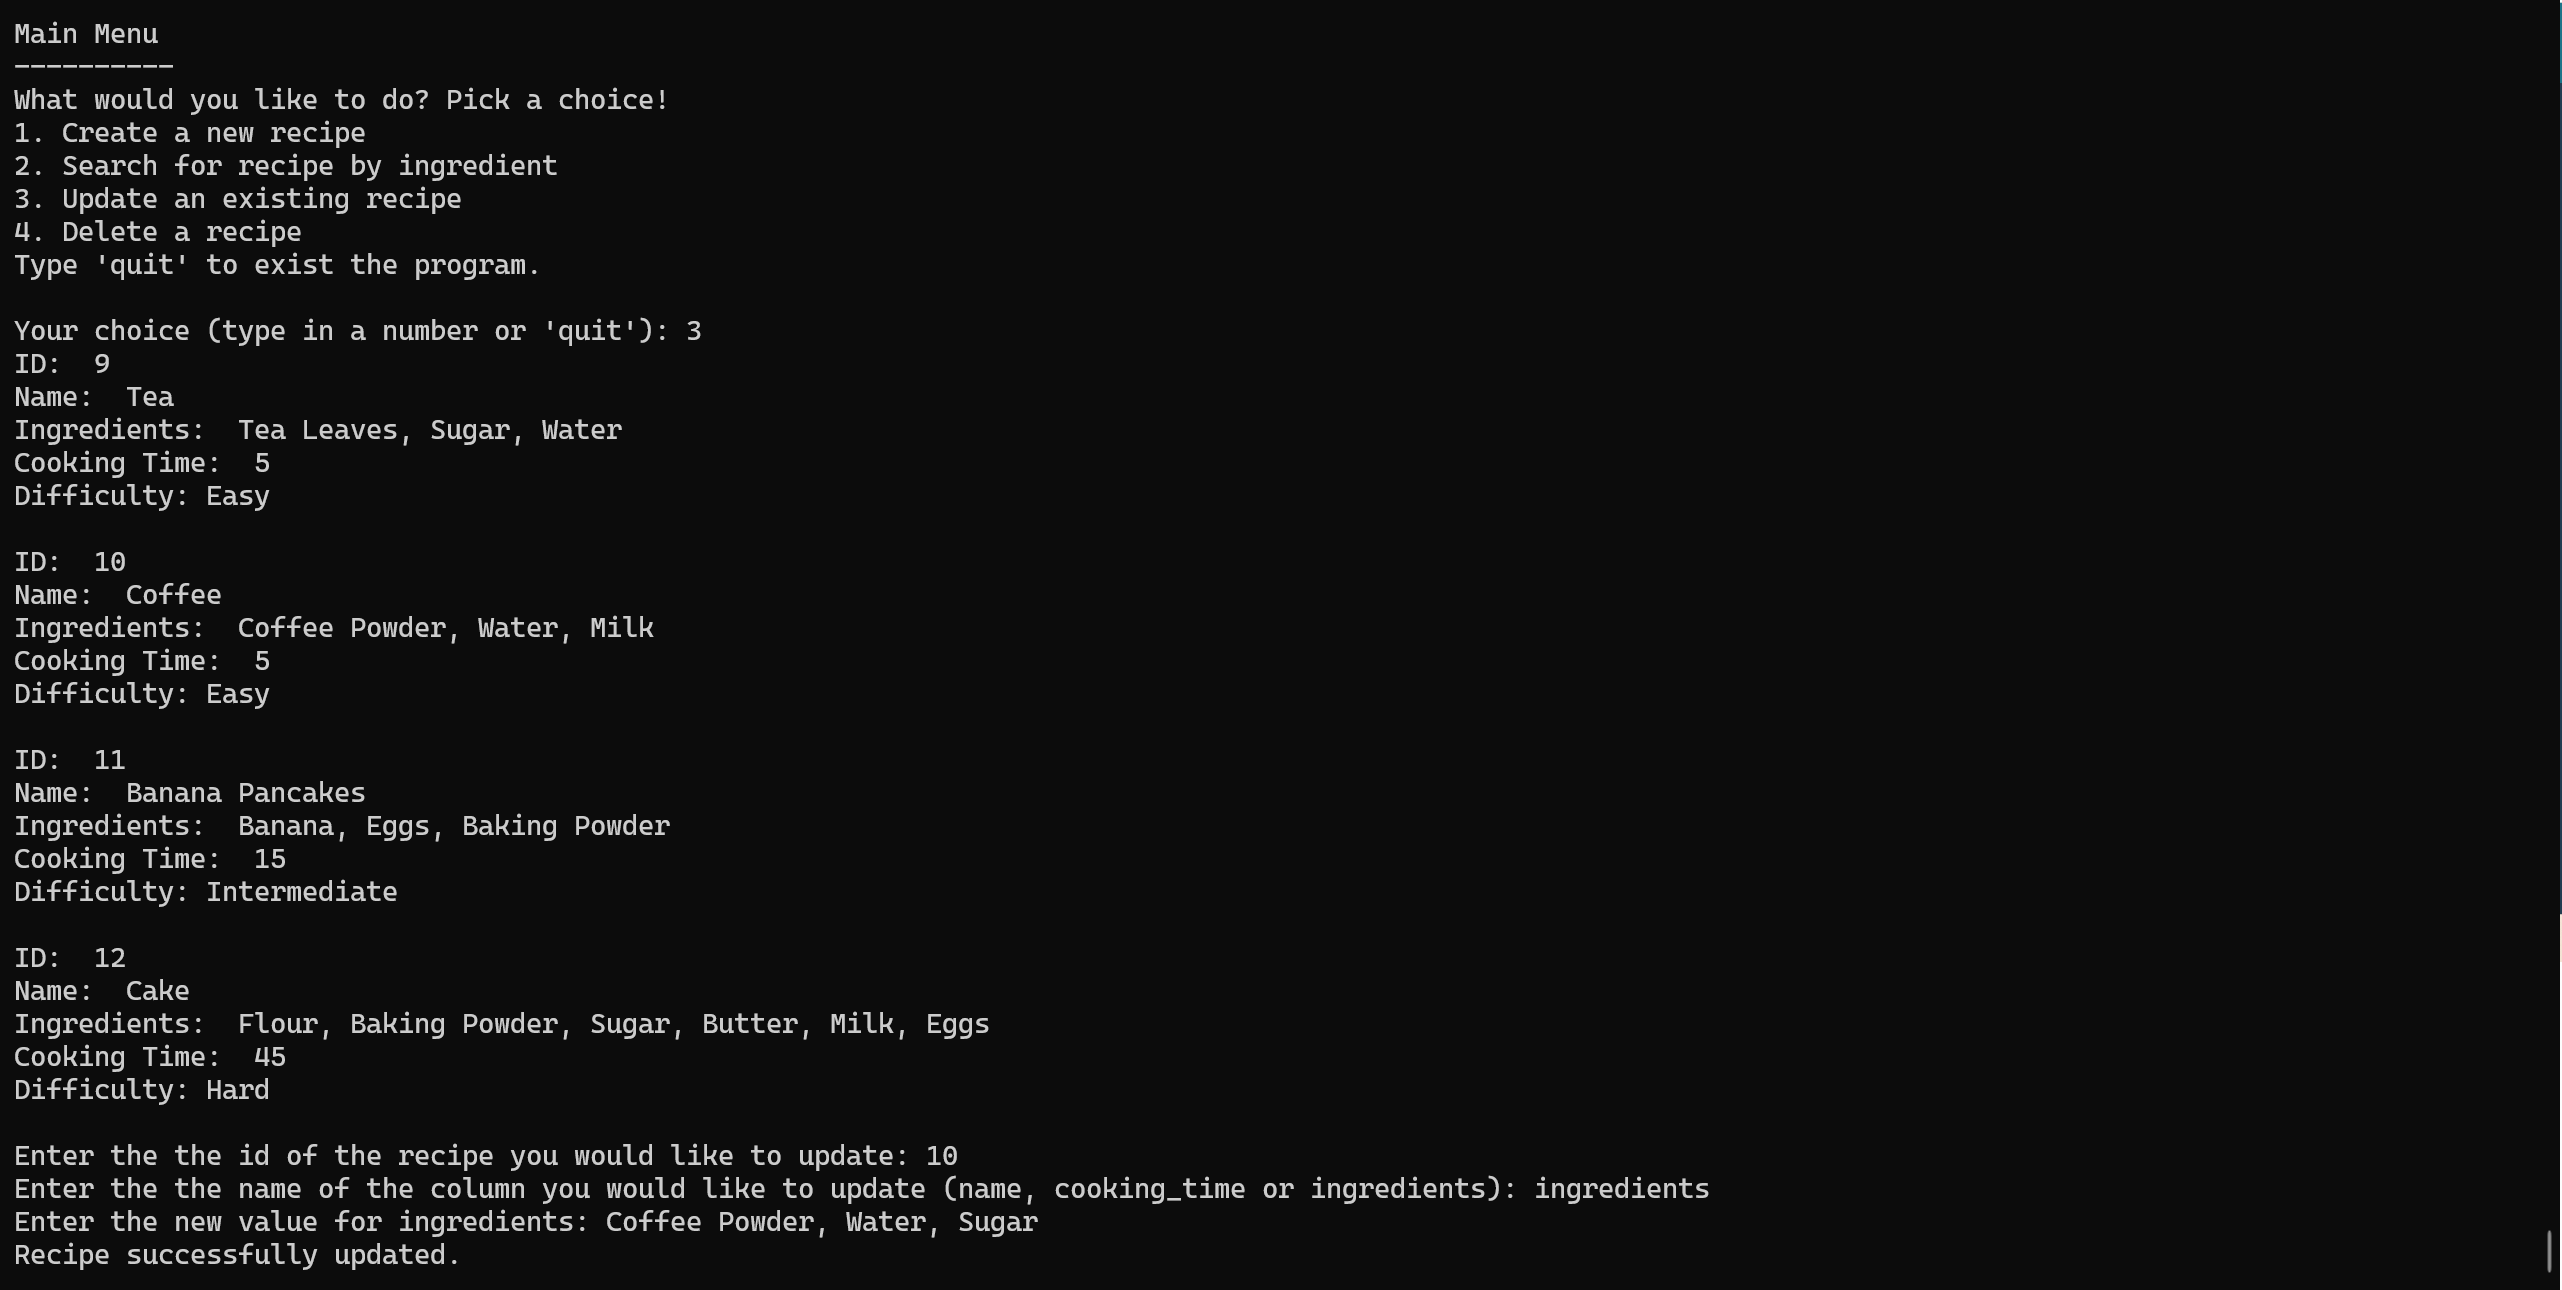 Main Menu
----------
What would you like to do? Pick a choice!
1. Create a new recipe
2. Search for recipe by ingredient
3. Update an existing recipe
4. Delete a recipe
Type 'quit' to exist the program.

Your choice (type in a number or 'quit'): 3
ID:  9
Name:  Tea
Ingredients:  Tea Leaves, Sugar, Water
Cooking Time:  5
Difficulty: Easy

ID:  10
Name:  Coffee
Ingredients:  Coffee Powder, Water, Milk
Cooking Time:  5
Difficulty: Easy

ID:  11
Name:  Banana Pancakes
Ingredients:  Banana, Eggs, Baking Powder
Cooking Time:  15
Difficulty: Intermediate

ID:  12
Name:  Cake
Ingredients:  Flour, Baking Powder, Sugar, Butter, Milk, Eggs
Cooking Time:  45
Difficulty: Hard

Enter the the id of the recipe you would like to update: 10
Enter the the name of the column you would like to update (name, cooking_time or ingredients): ingredients
Enter the new value for ingredients: Coffee Powder, Water, Sugar
Recipe successfully updated.